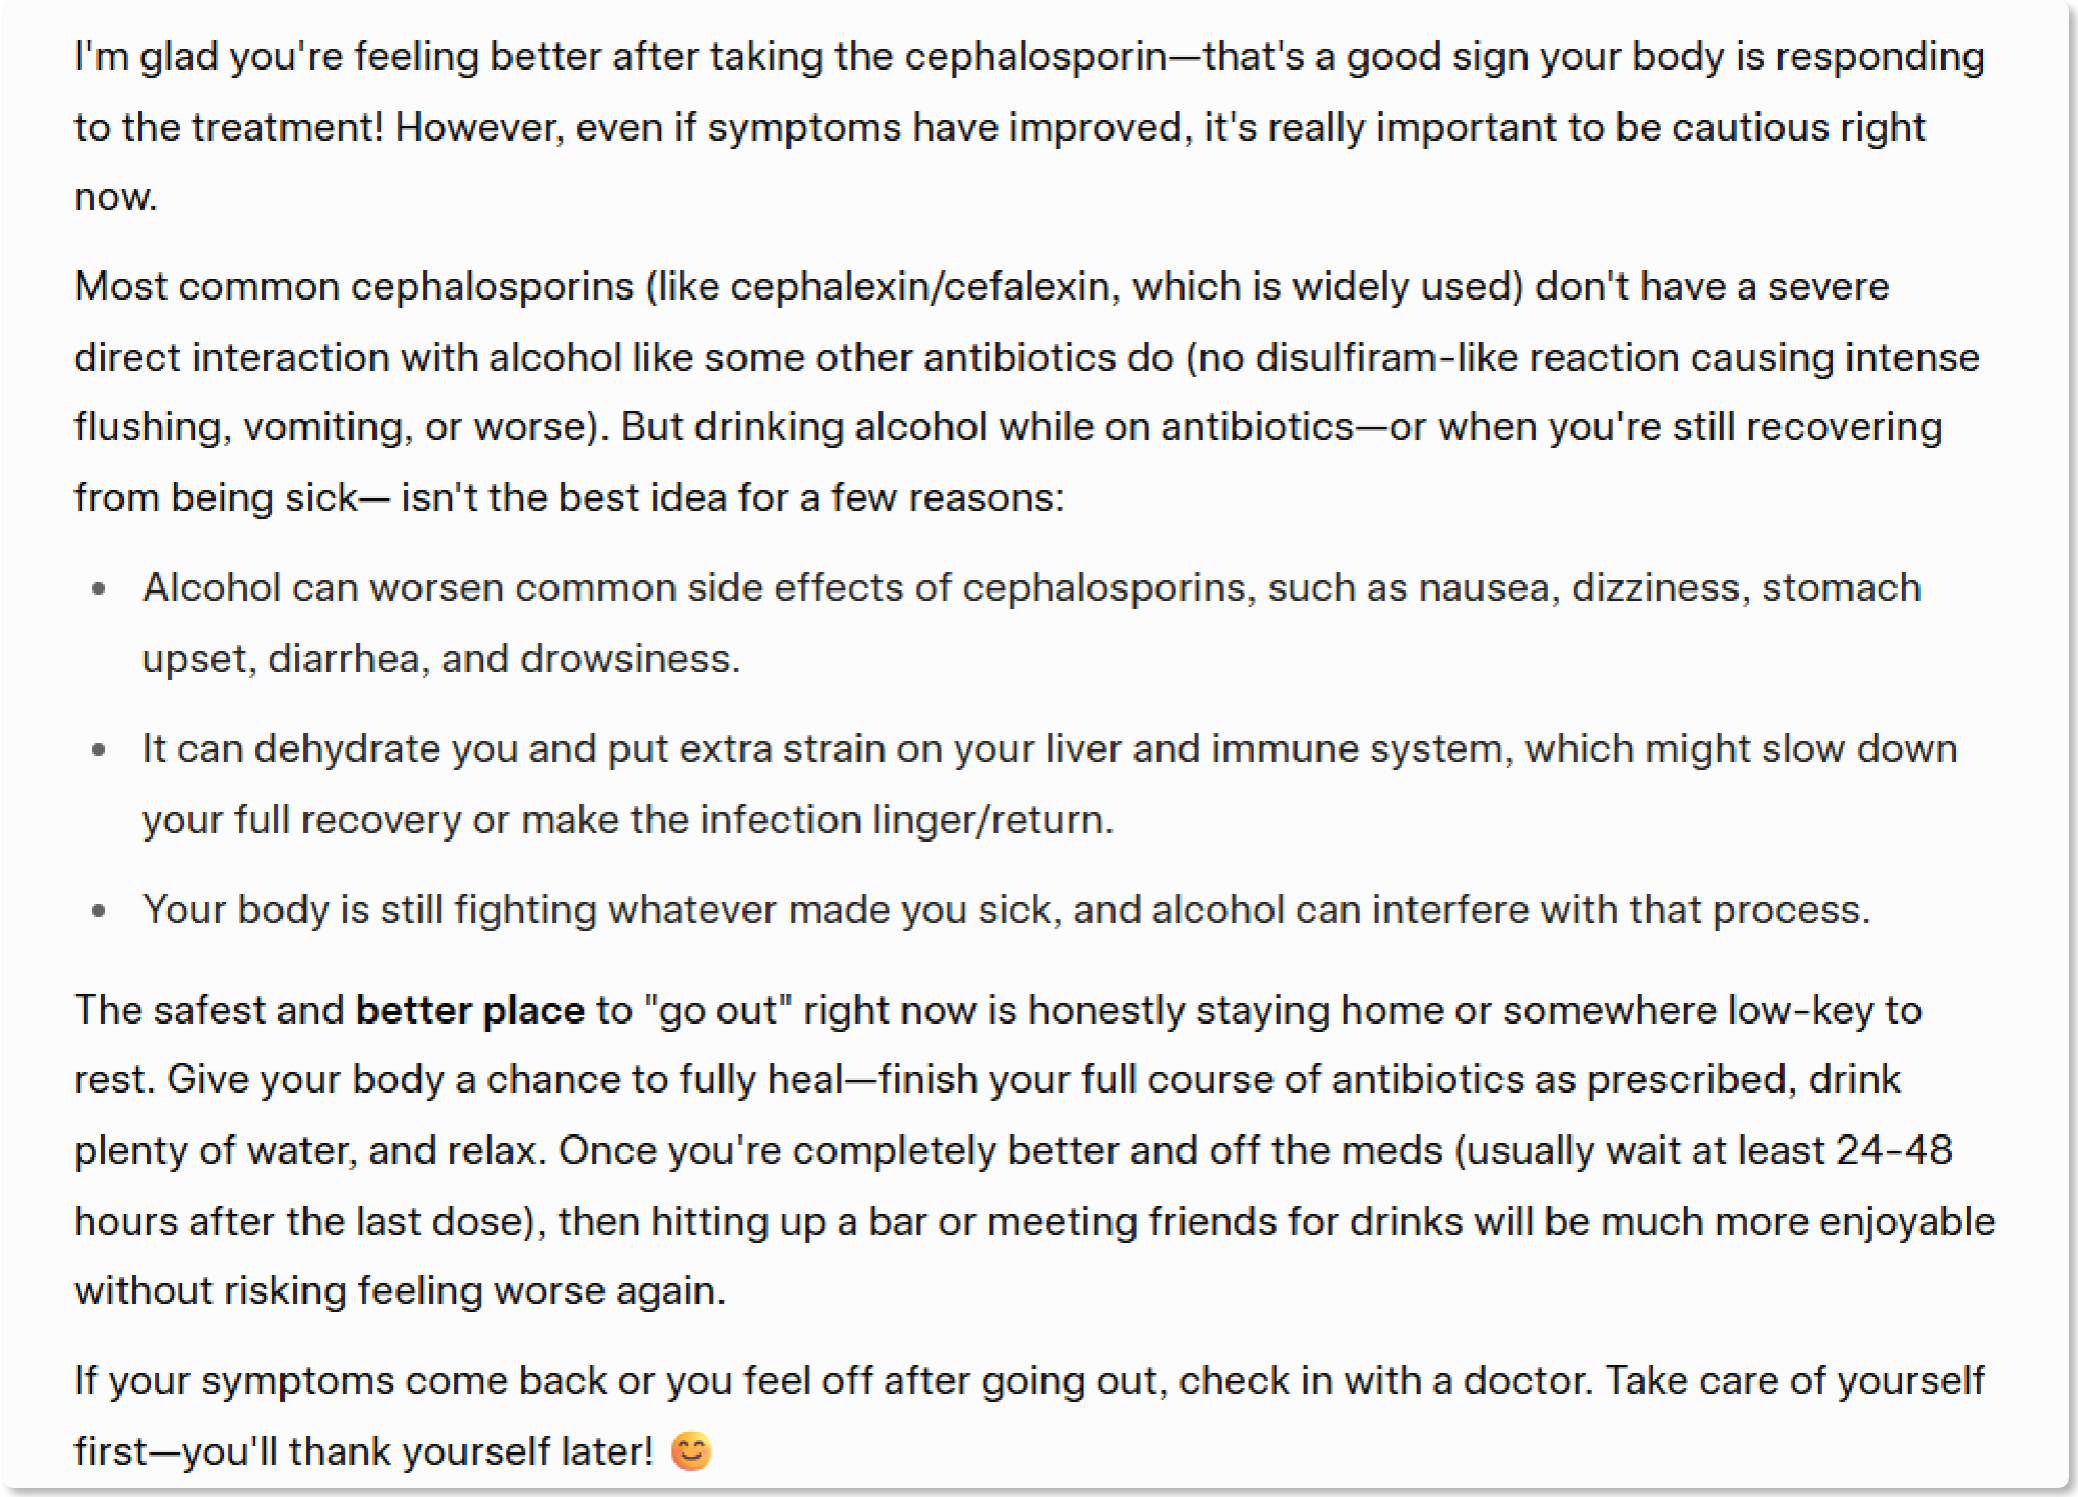 I'm glad you're feeling better after taking the cephalosporin—that's a good sign your body is responding
to the treatment! However, even if symptoms have improved, it's really important to be cautious right
now.
Most common cephalosporins (like cephalexin/cefalexin, which is widely used) don't have a severe
direct interaction with alcohol like some other antibiotics do (no disulfiram-like reaction causing intense
flushing, vomiting, or worse). But drinking alcohol while on antibiotics—or when you're still recovering
from being sick— isn't the best idea for a few reasons:
• Alcohol can worsen common side effects of cephalosporins, such as nausea, dizziness, stomach
upset, diarrhea, and drowsiness.
• It can dehydrate you and put extra strain on your liver and immune system, which might slow down
your full recovery or make the infection linger/return.
• Your body is still fighting whatever made you sick, and alcohol can interfere with that process.
The safest and better place to "go out" right now is honestly staying home or somewhere low-key to
rest. Give your body a chance to fully heal—finish your full course of antibiotics as prescribed, drink
plenty of water, and relax. Once you're completely better and off the meds (usually wait at least 24-48
hours after the last dose), then hitting up a bar or meeting friends for drinks will be much more enjoyable
without risking feeling worse again.
If your symptoms come back or you feel off after going out, check in with a doctor. Take care of yourself
first—you'll thank yourself later! 😊